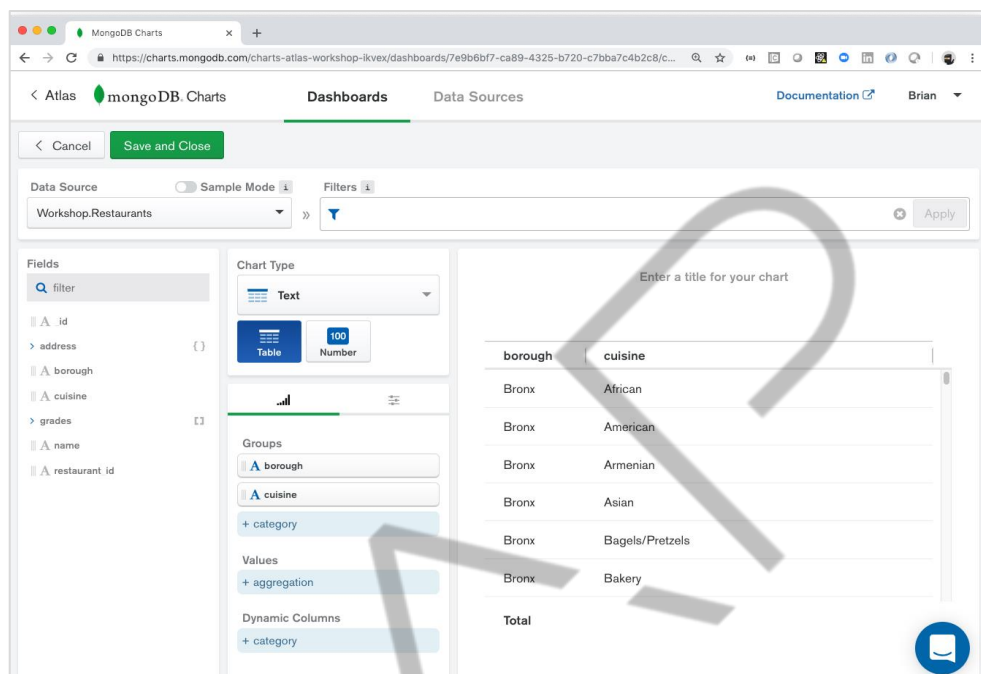 MongoDB Charts
https://charts.mongodb.com/charts-atlas-workshop-ikvex/dashboards/7e9b6bf7-ca89-4325-b720-c7bba7c4b2c8/c...
Atlas mongoDB. Charts Dashboards Data Sources Documentation Brian
Cancel Save and Close
Data Source Sample Mode i Filters i
Workshop.Restaurants » Apply
Fields
filter
A _id
address { }
A borough
A cuisine
grades [ ]
A name
A restaurant_id
Chart Type
Text
100
Table Number
Groups
A borough
A cuisine
+ category
Values
+ aggregation
Dynamic Columns
+ category
Enter a title for your chart
borough cuisine
Bronx African
Bronx American
Bronx Armenian
Bronx Asian
Bronx Bagels/Pretzels
Bronx Bakery
Total